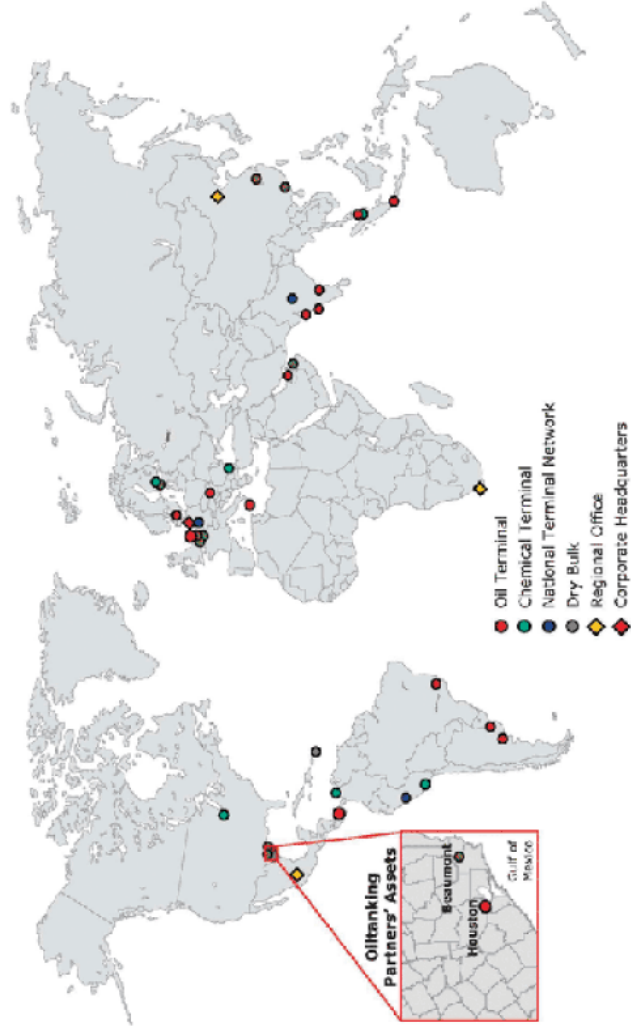 Oiltanking
Partners' Assets
Beaumont
Houston
Gulf of
Mexico
Oil Terminal
Chemical Terminal
National Terminal Network
Dry Bulk
Regional Office
Corporate Headquarters